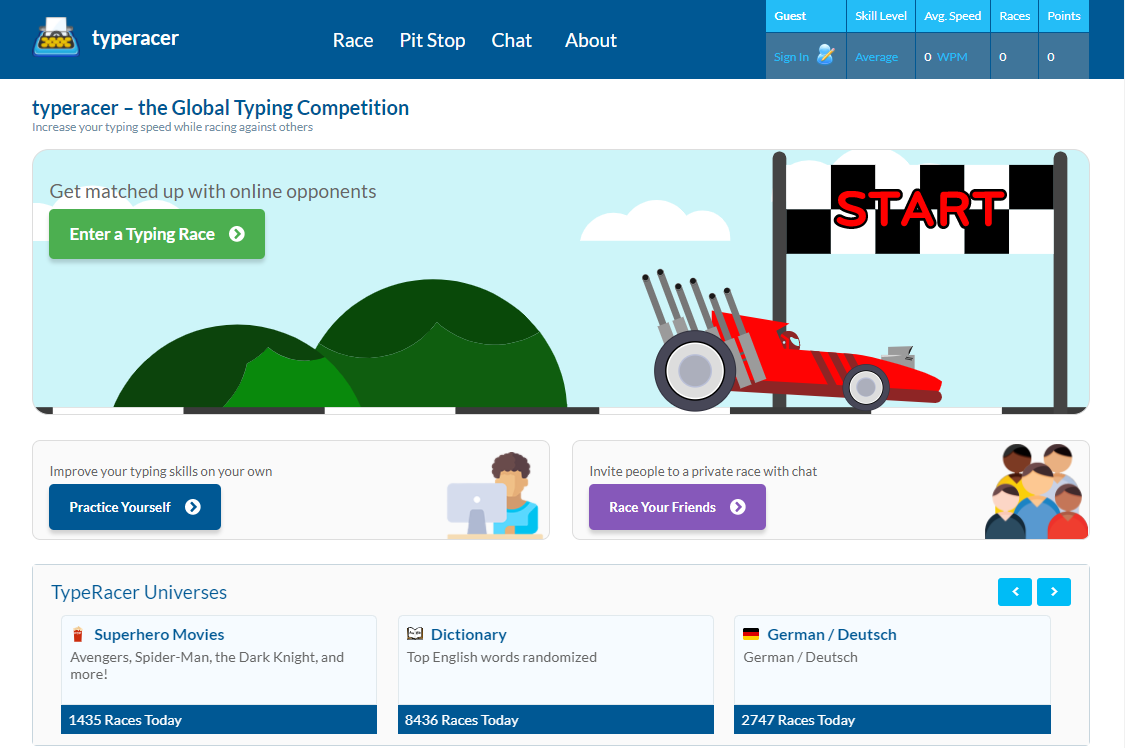 typeracer
Race Pit Stop Chat About
Guest Skill Level Avg. Speed Races Points
Sign In Average 0 WPM 0 0
typeracer – the Global Typing Competition
Increase your typing speed while racing against others
Get matched up with online opponents
Enter a Typing Race
START
Improve your typing skills on your own
Practice Yourself
Invite people to a private race with chat
Race Your Friends
TypeRacer Universes
Superhero Movies
Avengers, Spider-Man, the Dark Knight, and
more!
1435 Races Today
Dictionary
Top English words randomized
8436 Races Today
German / Deutsch
German / Deutsch
2747 Races Today